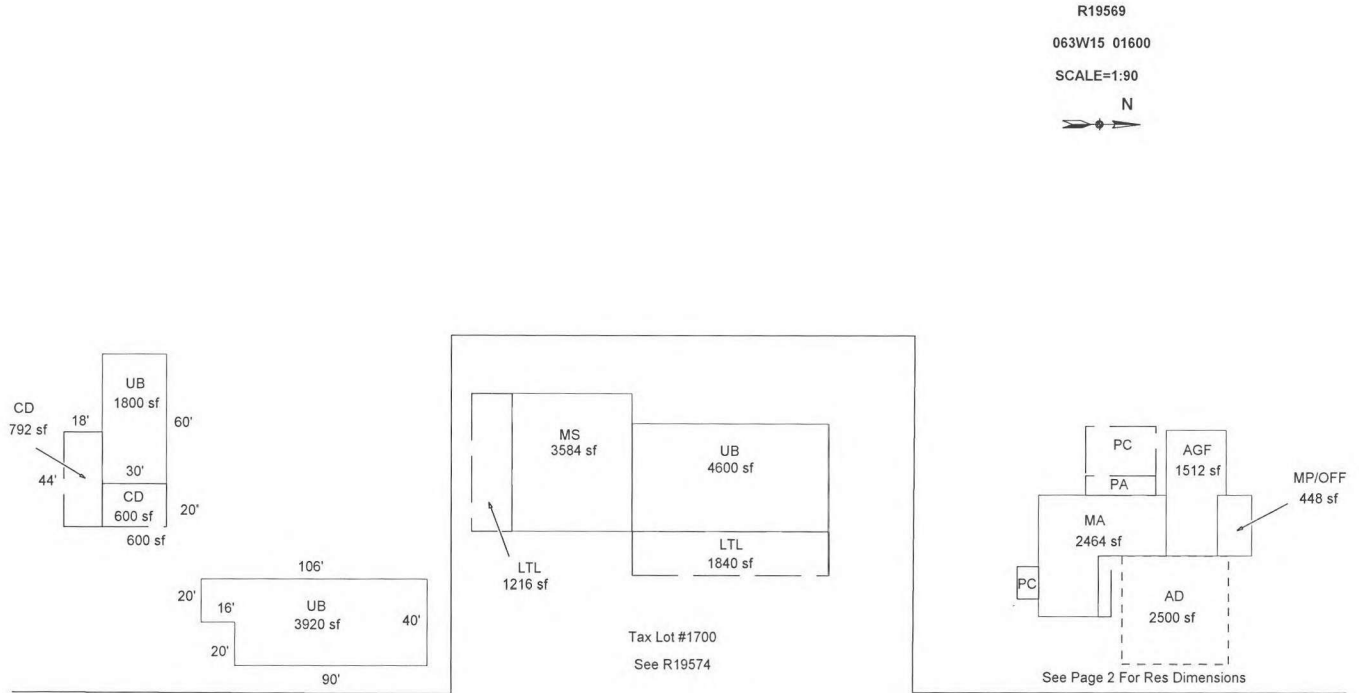 R19569
063W15 01600
SCALE=1:90
N
UB
1800 sf
CD
792 sf
18'
60'
44'
30'
CD
600 sf
20'
600 sf
106'
20'
16'
UB
3920 sf
40'
20'
90'
MS
3584 sf
UB
4600 sf
LTL
1216 sf
LTL
1840 sf
Tax Lot #1700
See R19574
PC
AGF
1512 sf
PA
MP/OFF
448 sf
MA
2464 sf
PC
AD
2500 sf
See Page 2 For Res Dimensions